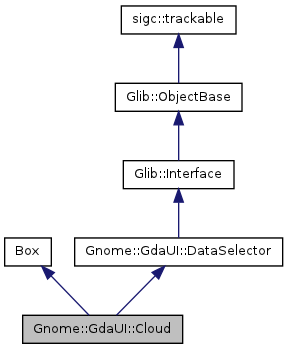 sigc::trackable
Glib::ObjectBase
Glib::Interface
Box
Gnome::GdaUI::DataSelector
Gnome::GdaUI::Cloud